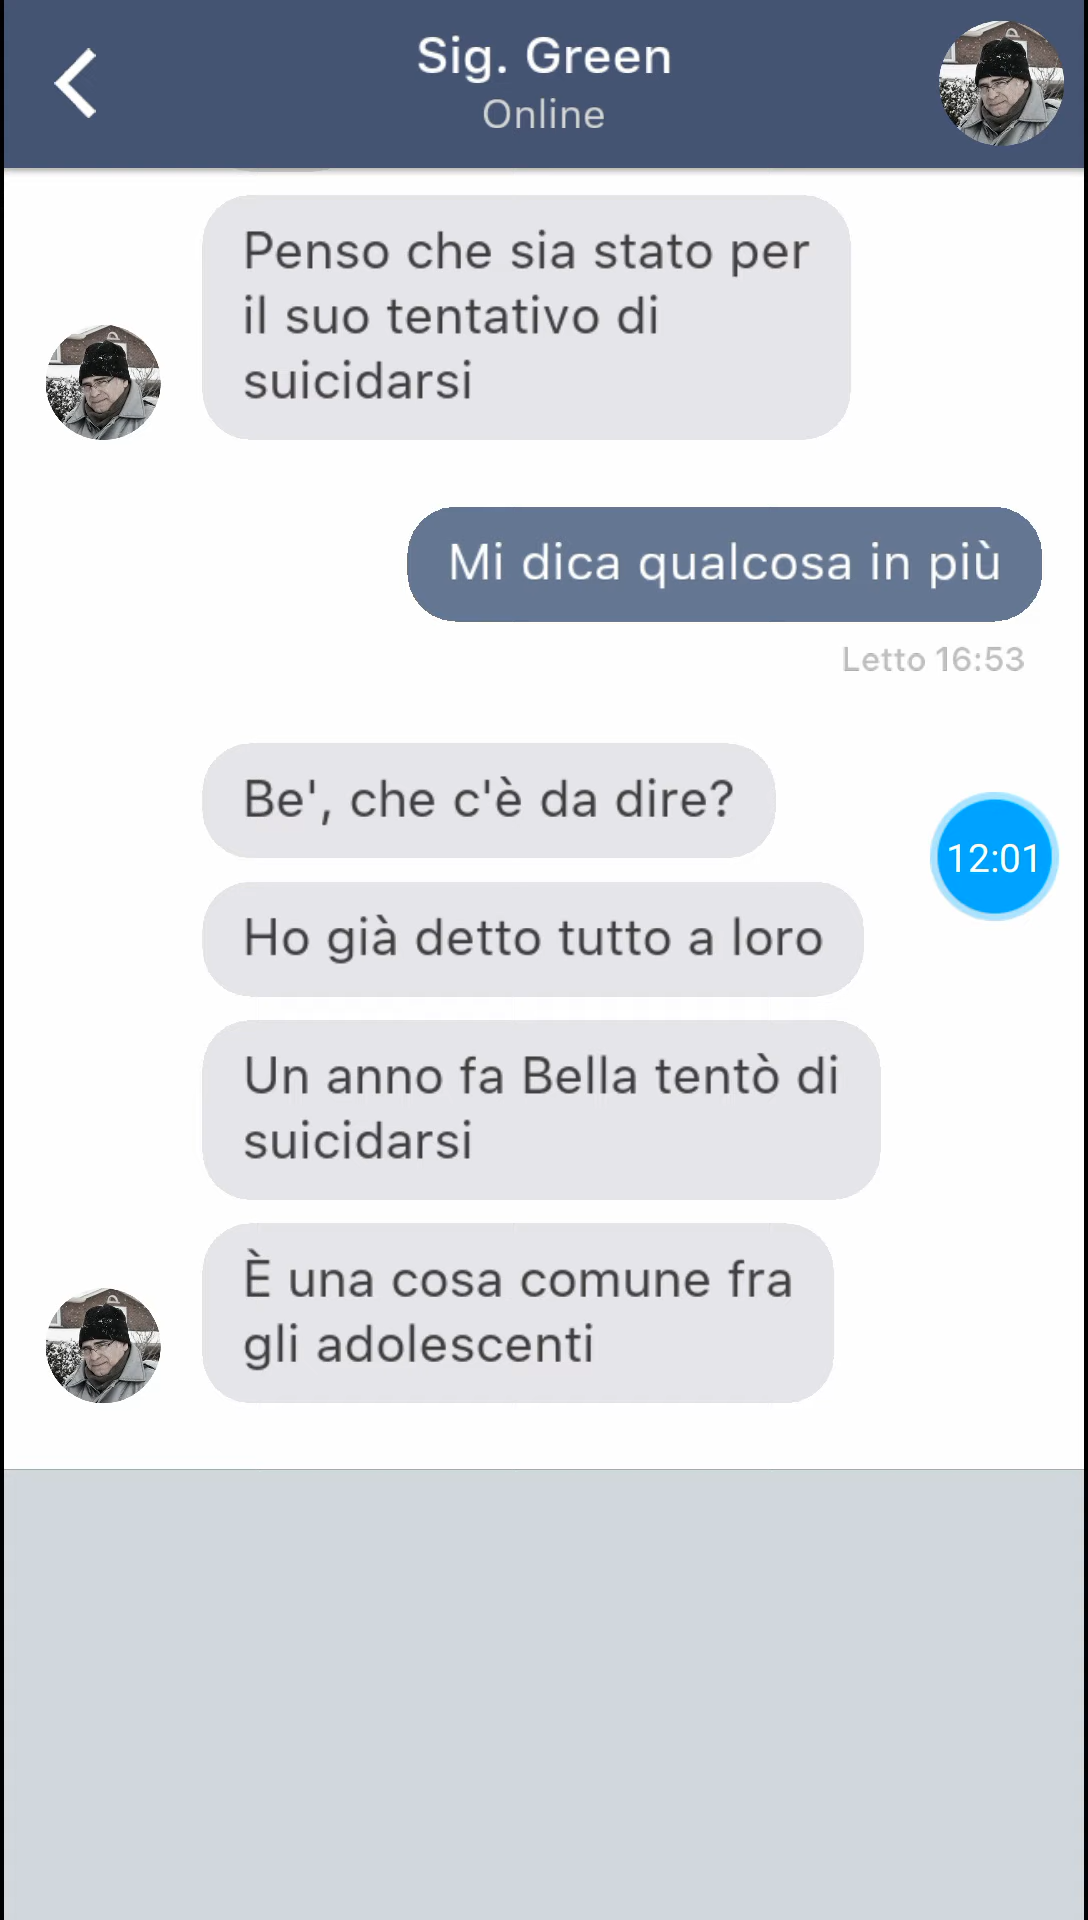 Sig. Green
Online
Penso che sia stato per
il suo tentativo di
suicidarsi
Mi dica qualcosa in più
Letto 16:53
Be', che c'è da dire?
12:01
Ho già detto tutto a loro
Un anno fa Bella tentò di
suicidarsi
È una cosa comune fra
gli adolescenti